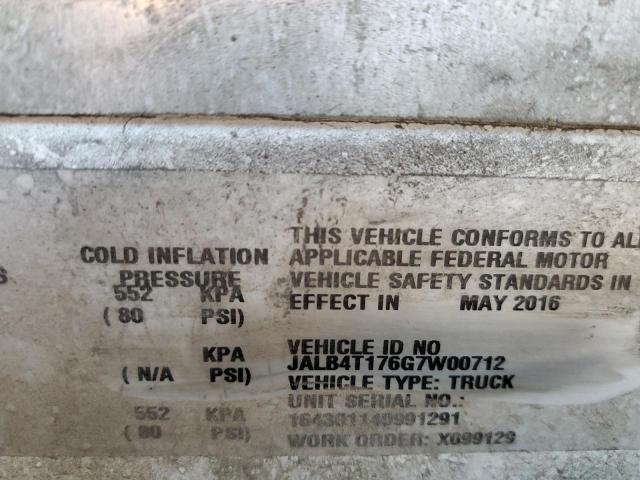 COLD INFLATION
PRESSURE
552 KPA
( 80 PSI)
KPA
( N/A PSI)
552 KPA
( 80 PSI)
THIS VEHICLE CONFORMS TO AL
APPLICABLE FEDERAL MOTOR
VEHICLE SAFETY STANDARDS IN
EFFECT IN MAY 2016
VEHICLE ID NO
JALB4T176G7W00712
VEHICLE TYPE: TRUCK
UNIT SERIAL NO.:
164301140991291
WORK ORDER: X099129